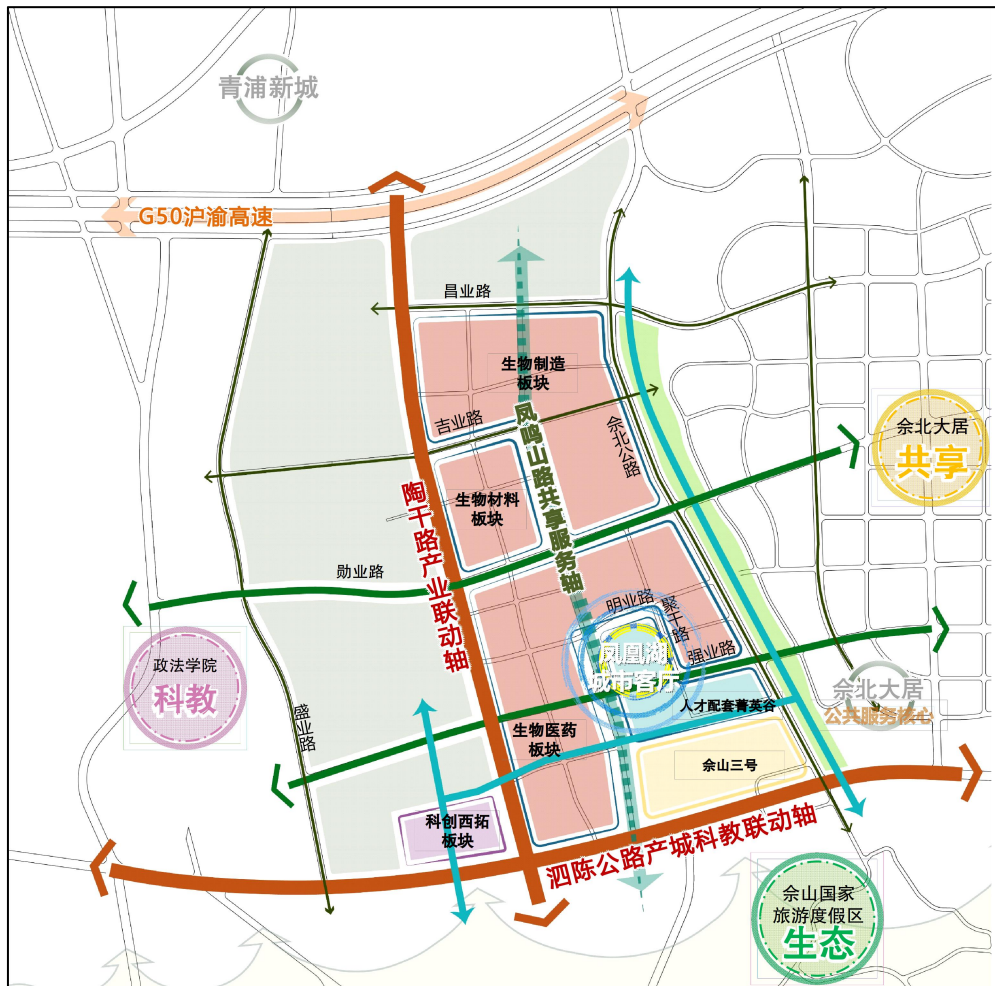 青浦新城
G50沪渝高速
昌业路
生物制造
板块
吉业路
佘北公路
凤鸣山路共享服务轴
佘北大居
共享
生物材料
板块
陶干路产业联动轴
勋业路
明业路
聚干路
强业路
凤凰湖
城市客厅
政法学院
科教
佘北大居
公共服务核心
人才配套菁英谷
盛业路
生物医药
板块
佘山三号
科创西拓
板块
泗陈公路产城科教联动轴
佘山国家
旅游度假区
生态